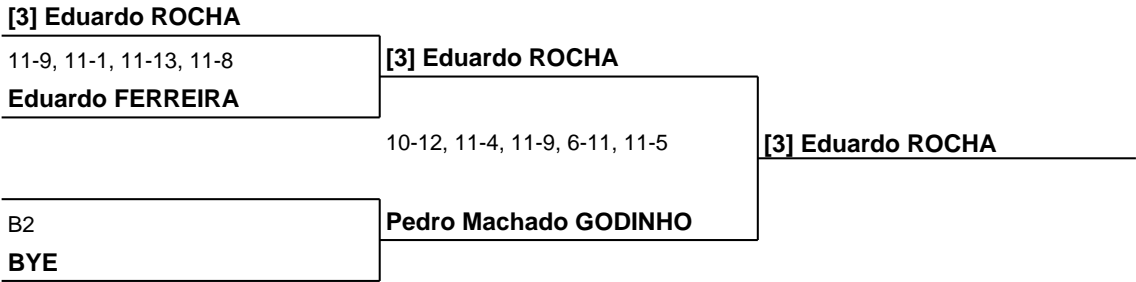 [3] Eduardo ROCHA
11-9, 11-1, 11-13, 11-8
[3] Eduardo ROCHA
Eduardo FERREIRA
10-12, 11-4, 11-9, 6-11, 11-5
[3] Eduardo ROCHA
B2
Pedro Machado GODINHO
BYE